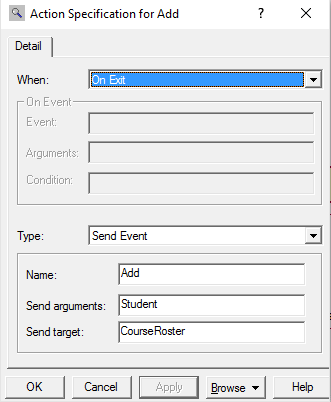 Action Specification for Add
Detail
When: On Exit
On Event
Event:
Arguments:
Condition:
Type: Send Event
Name: Add
Send arguments: Student
Send target: CourseRoster
OK Cancel Apply Browse Help